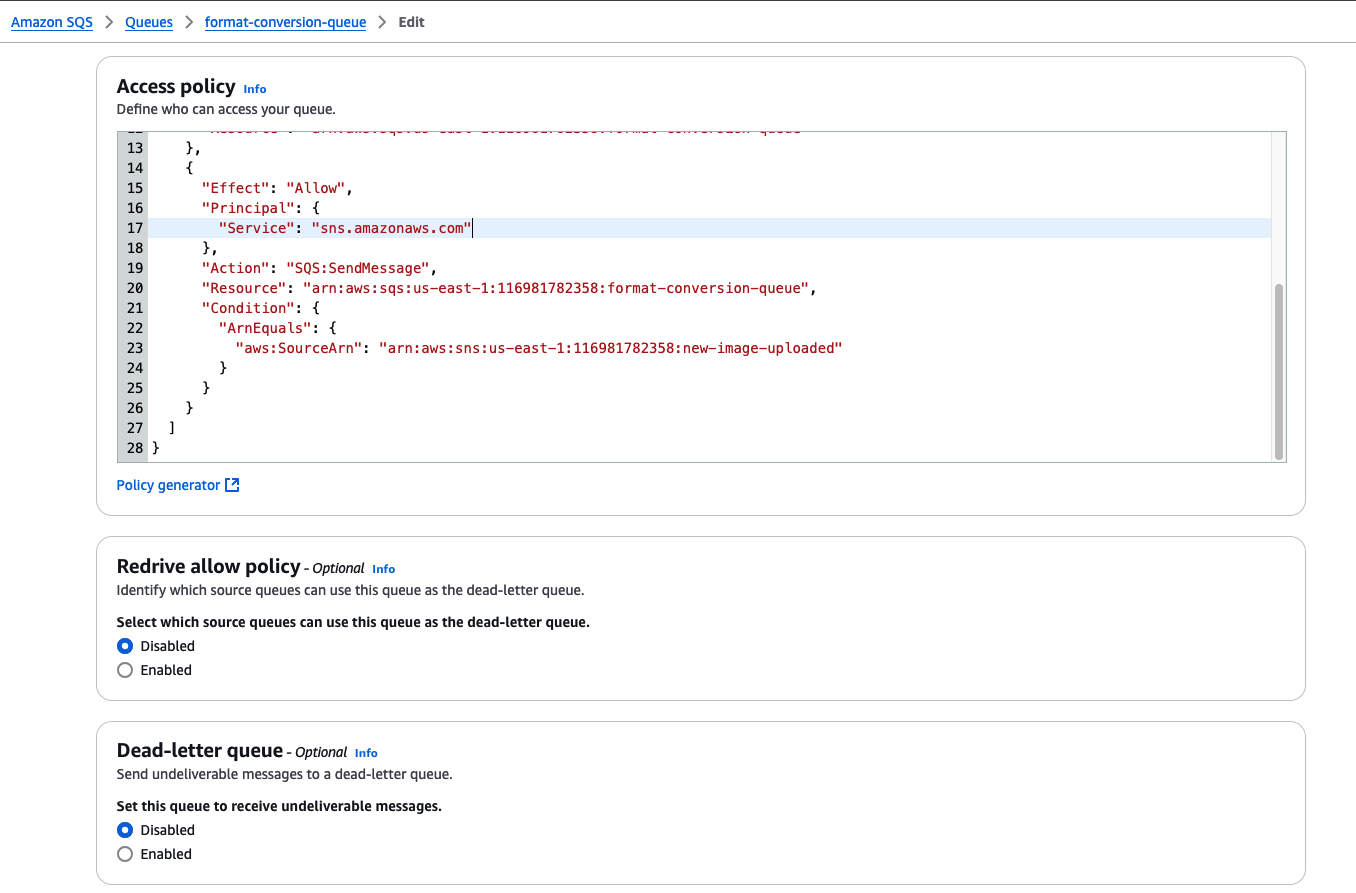 Amazon SQS > Queues > format-conversion-queue > Edit
Access policy Info
Define who can access your queue.
13 },
14 {
15 "Effect": "Allow",
16 "Principal": {
17 "Service": "sns.amazonaws.com"
18 },
19 "Action": "SQS:SendMessage",
20 "Resource": "arn:aws:sqs:us-east-1:116981782358:format-conversion-queue",
21 "Condition": {
22 "ArnEquals": {
23 "aws:SourceArn": "arn:aws:sns:us-east-1:116981782358:new-image-uploaded"
24 }
25 }
26 }
27 ]
28 }
Policy generator
Redrive allow policy - Optional Info
Identify which source queues can use this queue as the dead-letter queue.
Select which source queues can use this queue as the dead-letter queue.
Disabled
Enabled
Dead-letter queue - Optional Info
Send undeliverable messages to a dead-letter queue.
Set this queue to receive undeliverable messages.
Disabled
Enabled